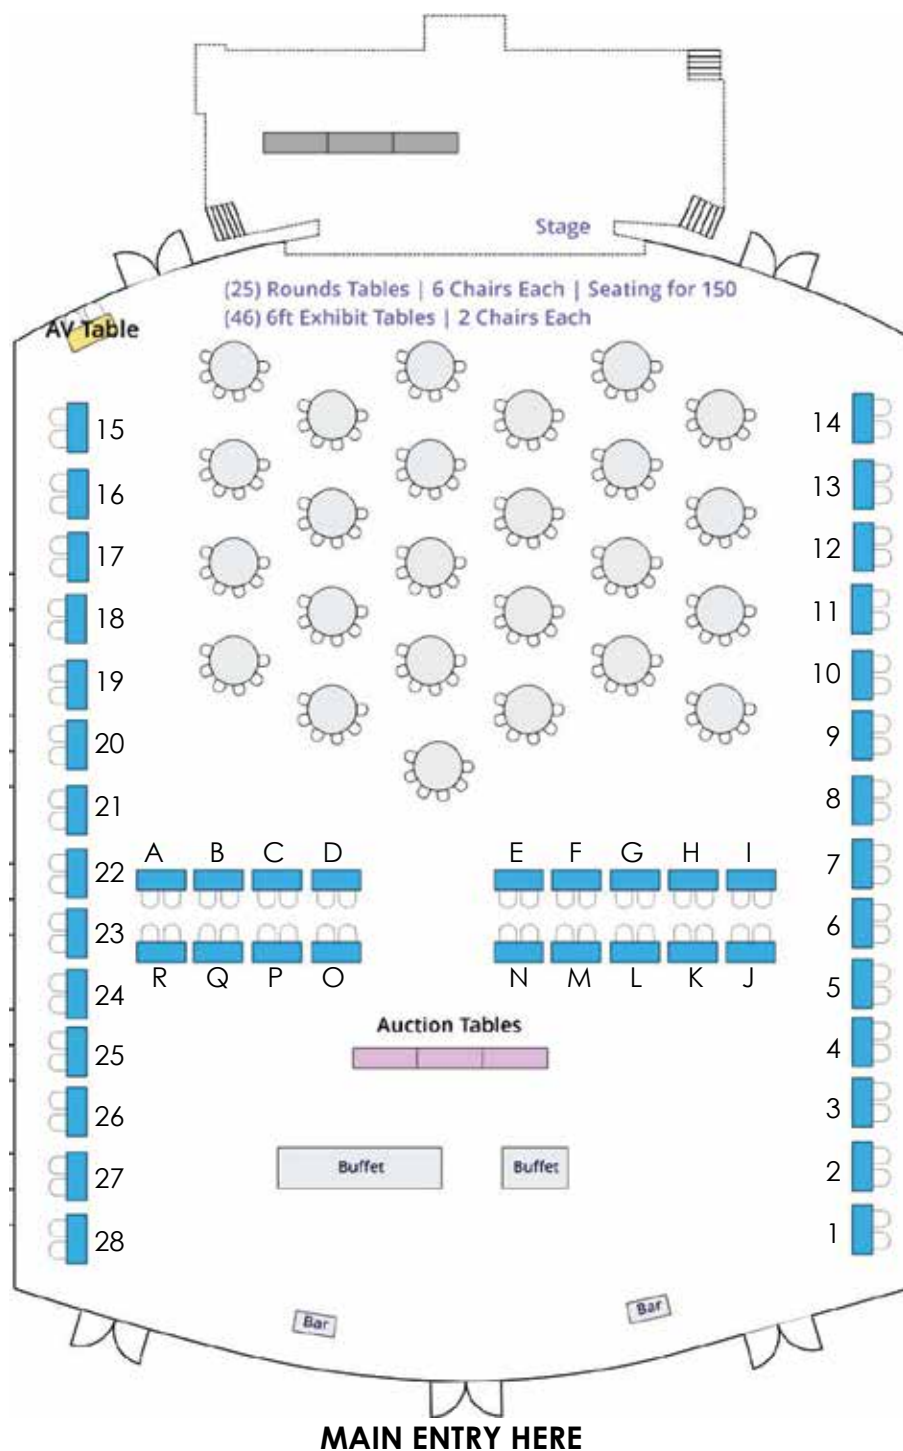 Stage
(25) Rounds Tables | 6 Chairs Each | Seating for 150
(46) 6ft Exhibit Tables | 2 Chairs Each
AV Table
15
14
16
13
17
12
18
11
19
10
20
9
21
8
A B C D E F G H I
22
7
23
6
R Q P O N M L K J
24
5
Auction Tables
25
4
26
3
Buffet Buffet
27
2
28
1
Bar
Bar
MAIN ENTRY HERE